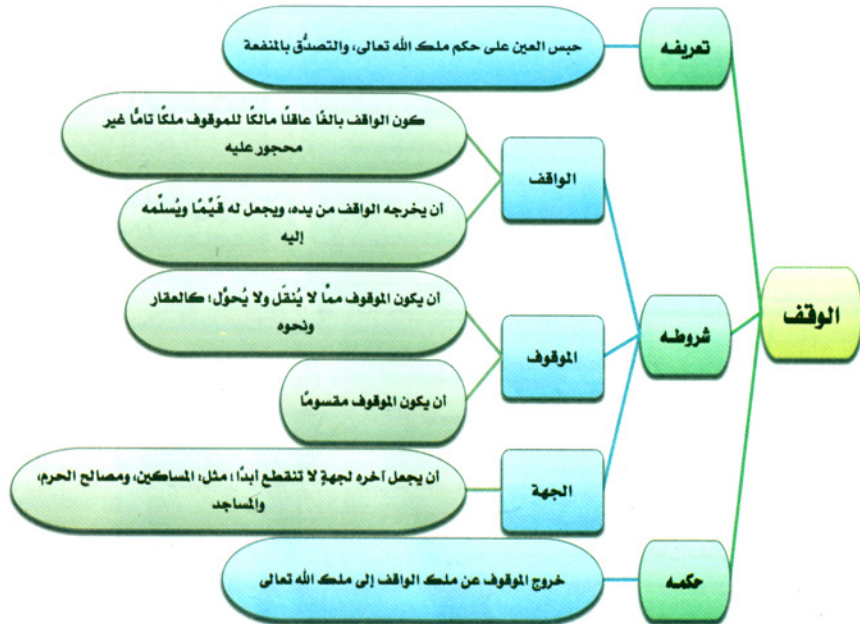 الوقف
تعريفه
حبس العين على حكم ملك الله تعالى، والتصدُّق بالمنفعة
شروطه
الواقف
كون الواقف بالغًا عاقلًا مالكًا للموقوف ملكًا تامًّا غير
محجور عليه
أن يخرجه الواقف من يده، ويجعل له قَيِّمًا ويُسلِّمه
إليه
الموقوف
أن يكون الموقوف ممَّا لا يُنقَل ولا يُحوَّل؛ كالعقار
ونحوه
أن يكون الموقوف مقسومًا
الجهة
أن يجعل آخره لجهةٍ لا تنقطع أبدًا؛ مثل: المساكين، ومصالح الحرم،
والمساجد
حكمه
خروج الموقوف عن ملك الواقف إلى ملك الله تعالى